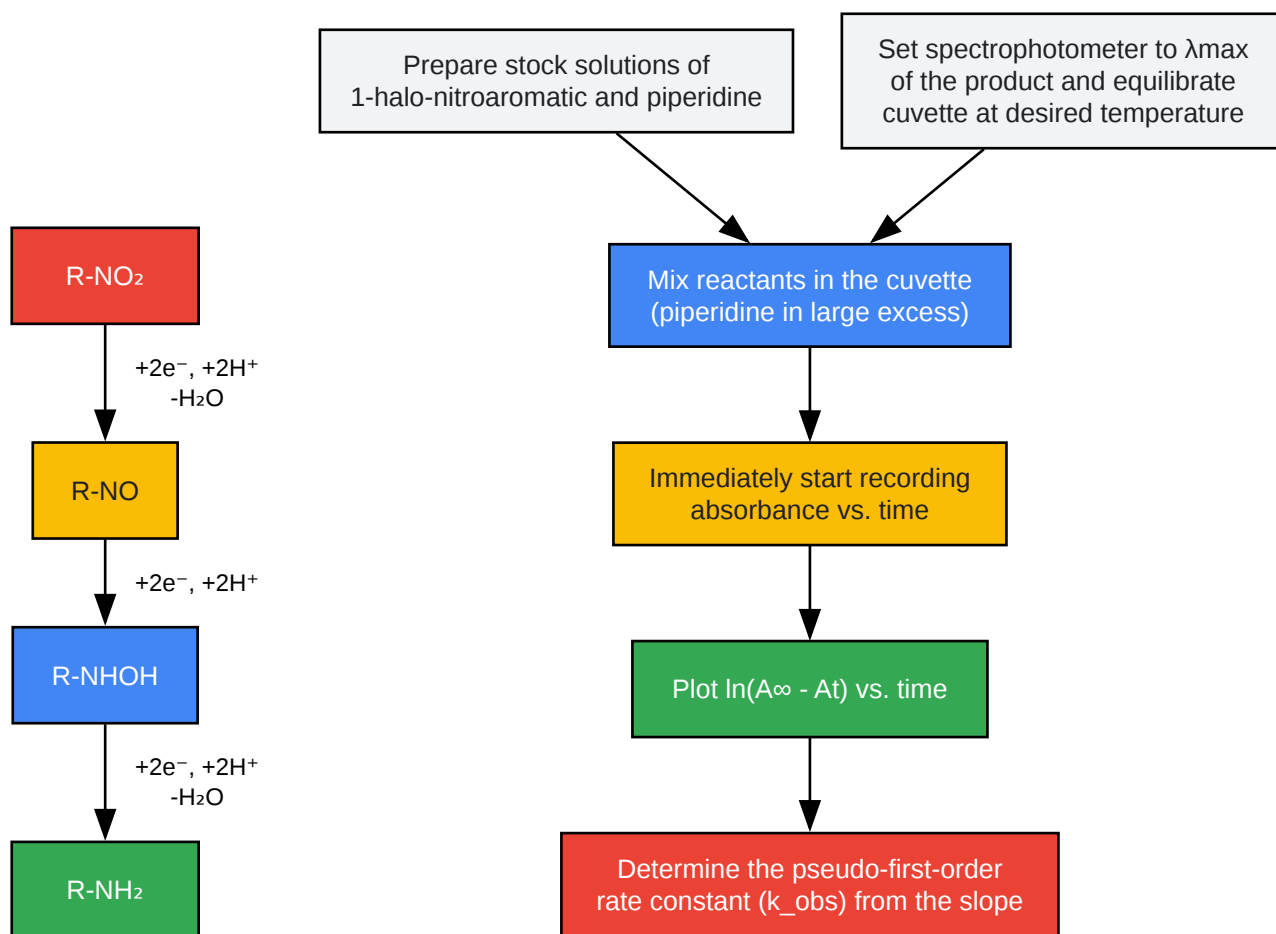 R-NO₂
+2e⁻, +2H⁺
-H₂O
R-NO
+2e⁻, +2H⁺
R-NHOH
+2e⁻, +2H⁺
-H₂O
R-NH₂
Prepare stock solutions of
1-halo-nitroaromatic and piperidine
Set spectrophotometer to λmax
of the product and equilibrate
cuvette at desired temperature
Mix reactants in the cuvette
(piperidine in large excess)
Immediately start recording
absorbance vs. time
Plot ln(A∞ - At) vs. time
Determine the pseudo-first-order
rate constant (k_obs) from the slope